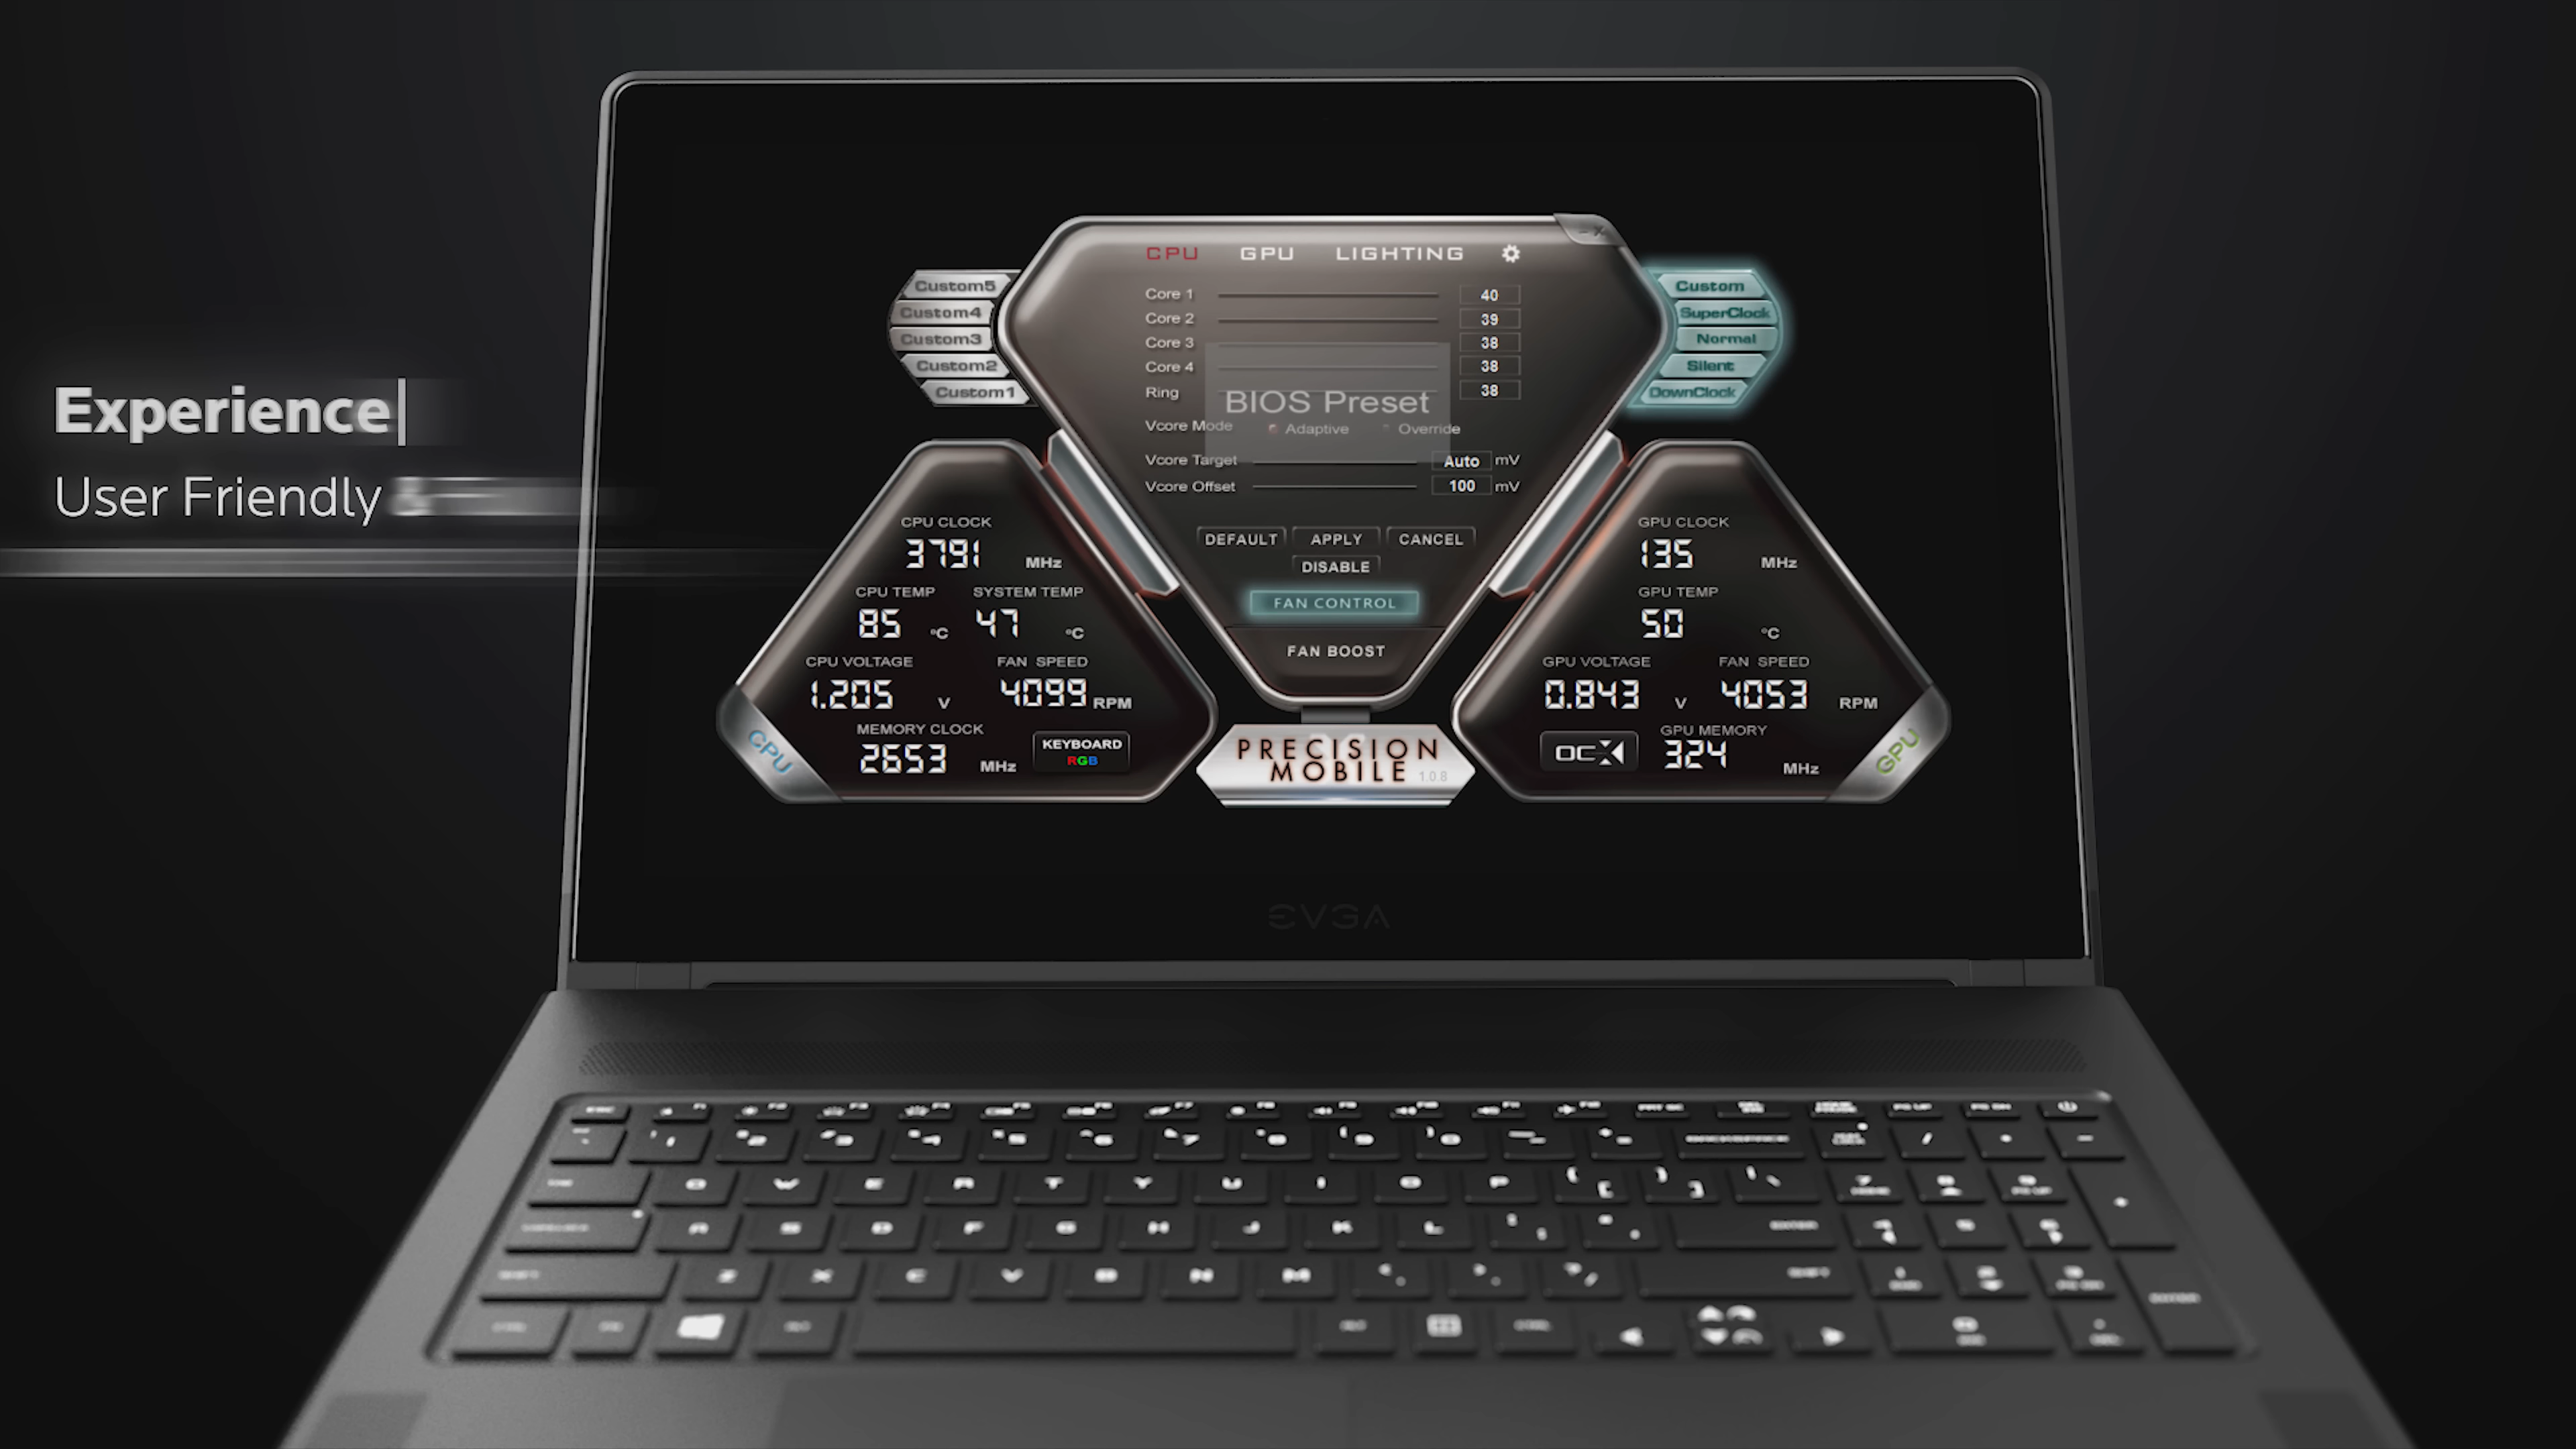 Experience
User Friendly &
CPU GPU LIGHTING
Core 1 40
Core 2 39
Core 3 38
Core 4 38
Ring 38
BIOS Preset
Vcore Mode Adaptive Override
Vcore Target Auto mV
Vcore Offset 100 mV
DEFAULT APPLY CANCEL
DISABLE
FAN CONTROL
FAN BOOST
Custom5
Custom4
Custom3
Custom2
Custom1
Custom
SuperClock
Normal
Silent
DownClock
CPU CLOCK
3791 MHz
CPU TEMP SYSTEM TEMP
85 °C 47 °C
CPU VOLTAGE FAN SPEED
1.205 V 4099 RPM
MEMORY CLOCK
2653 MHz
KEYBOARD
RGB
CPU
PRECISION
MOBILE 1.0.8
GPU CLOCK
135 MHz
GPU TEMP
50 °C
GPU VOLTAGE FAN SPEED
0.843 V 4053 RPM
GPU MEMORY
OC 324 MHz
GPU
EVGA